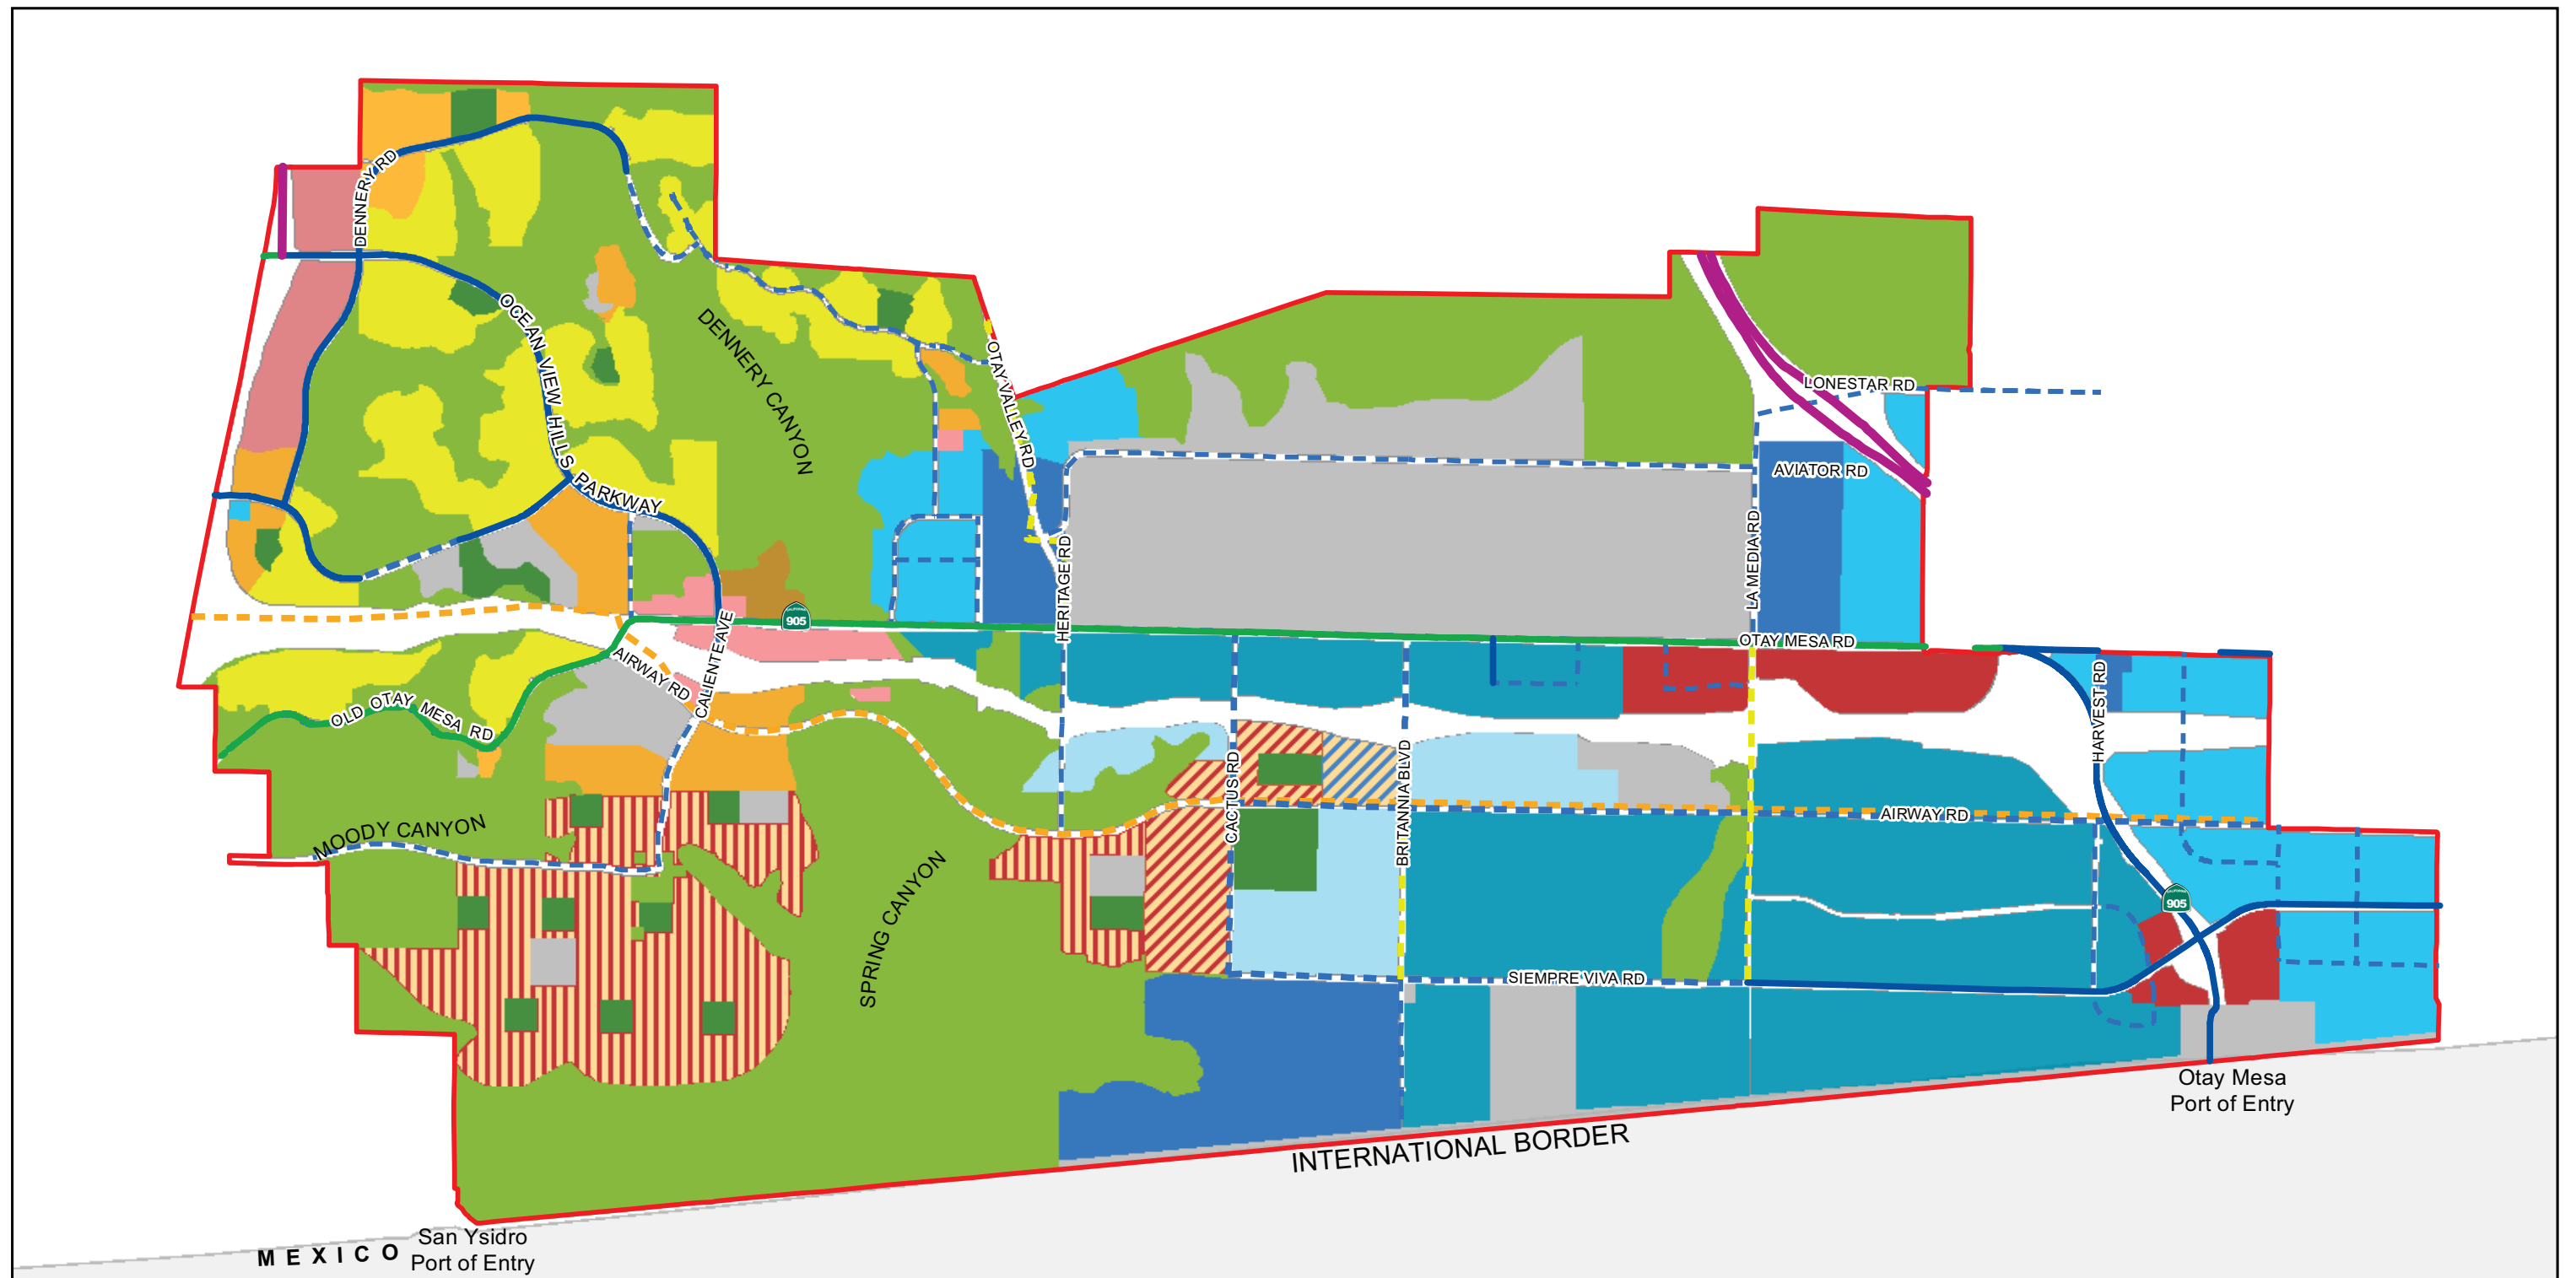 DENNERY RD
OCEAN VIEW HILLS PARKWAY
DENNERY CANYON
OTAY VALLEY RD
LONESTAR RD
AVIATOR RD
LA MEDIA RD
HERITAGE RD
CALIFORNIA
905
OTAY MESA RD
CALIENTE AVE
AIRWAY RD
OLD OTAY MESA RD
HARVEST RD
MOODY CANYON
SPRING CANYON
CACTUS RD
BRITANIA BLVD
AIRWAY RD
CALIFORNIA
905
SIEMPRE VIVA RD
Otay Mesa
Port of Entry
INTERNATIONAL BORDER
San Ysidro
Port of Entry
MEXICO